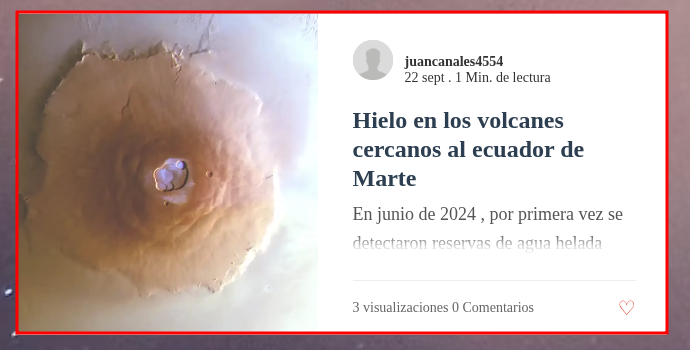 juancanales4554
22 sept . 1 Min. de lectura
Hielo en los volcanes
cercanos al ecuador de
Marte
En junio de 2024 , por primera vez se
detectaron reservas de agua helada
3 visualizaciones 0 Comentarios